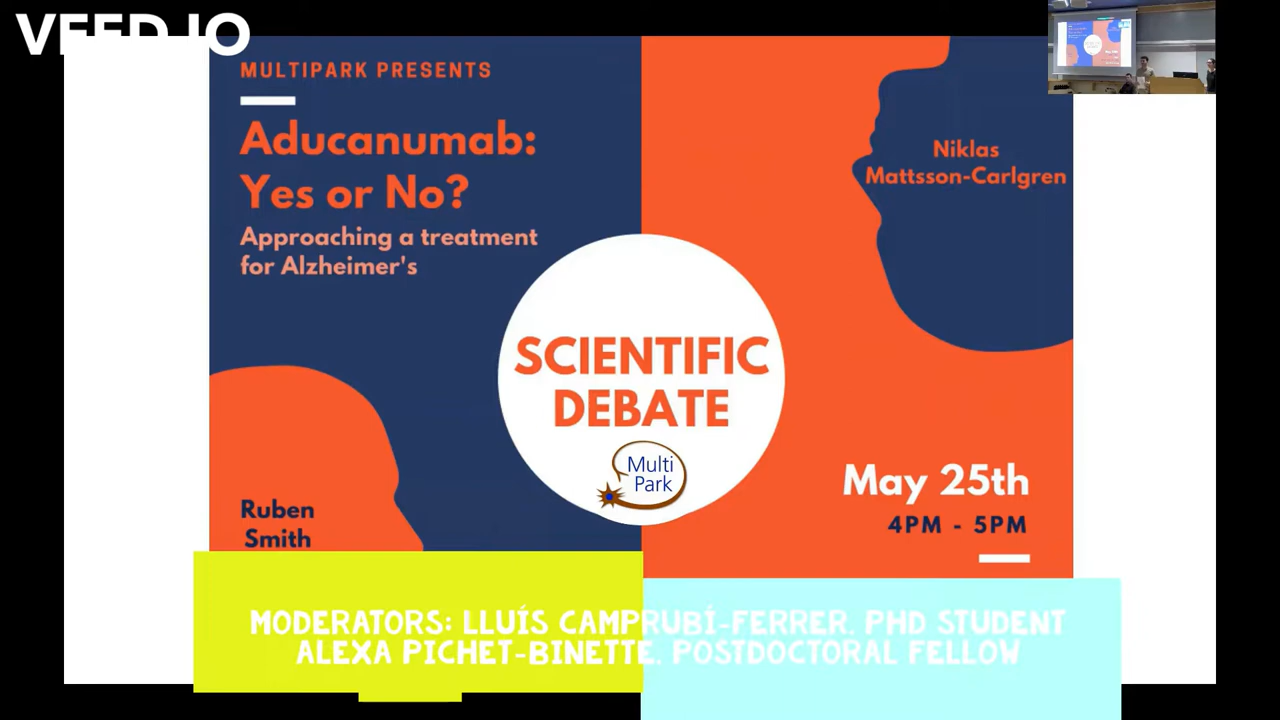 VEED.IO
MULTIPARK PRESENTS
Aducanumab:
Yes or No?
Approaching a treatment
for Alzheimer's
Niklas
Mattsson-Carlgren
SCIENTIFIC
DEBATE
Multi
Park
May 25th
4PM - 5PM
Ruben
Smith
MODERATORS: LLUÍS CAMPRUBÍ-FERRER, PHD STUDENT
ALEXA PICHET-BINETTE, POSTDOCTORAL FELLOW